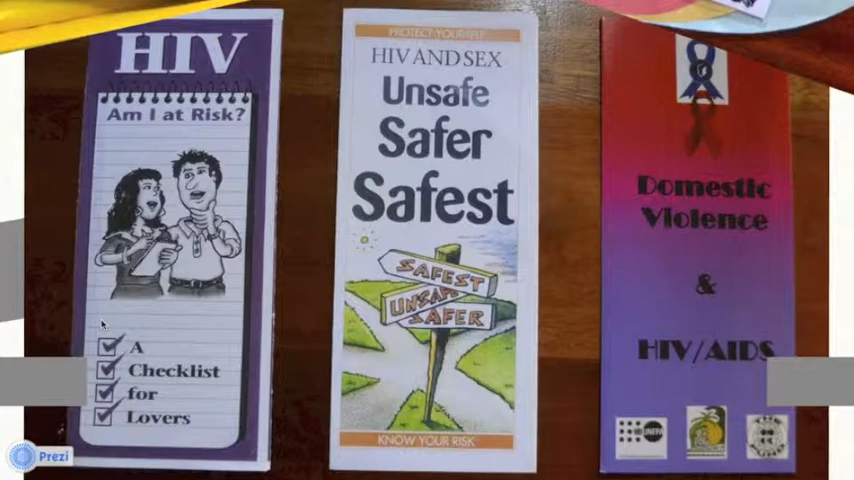 HIV
Am I at Risk?
A
Checklist
for
Lovers
PROTECT YOURSELF
HIV AND SEX
Unsafe
Safer
Safest
SAFEST
UNSAFE
SAFER
KNOW YOUR RISK
Domestic
Violence
&
HIV/AIDS
UNFPA
Prezi